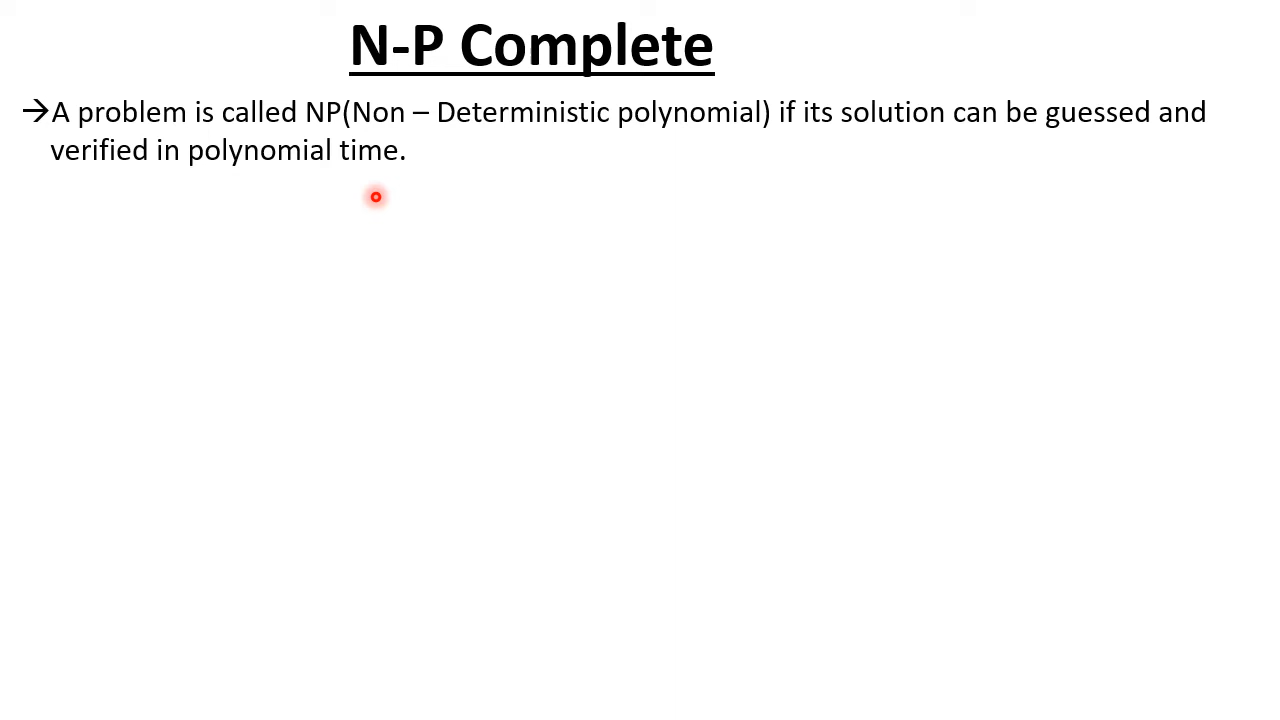 N-P Complete
→A problem is called NP(Non – Deterministic polynomial) if its solution can be guessed and
verified in polynomial time.